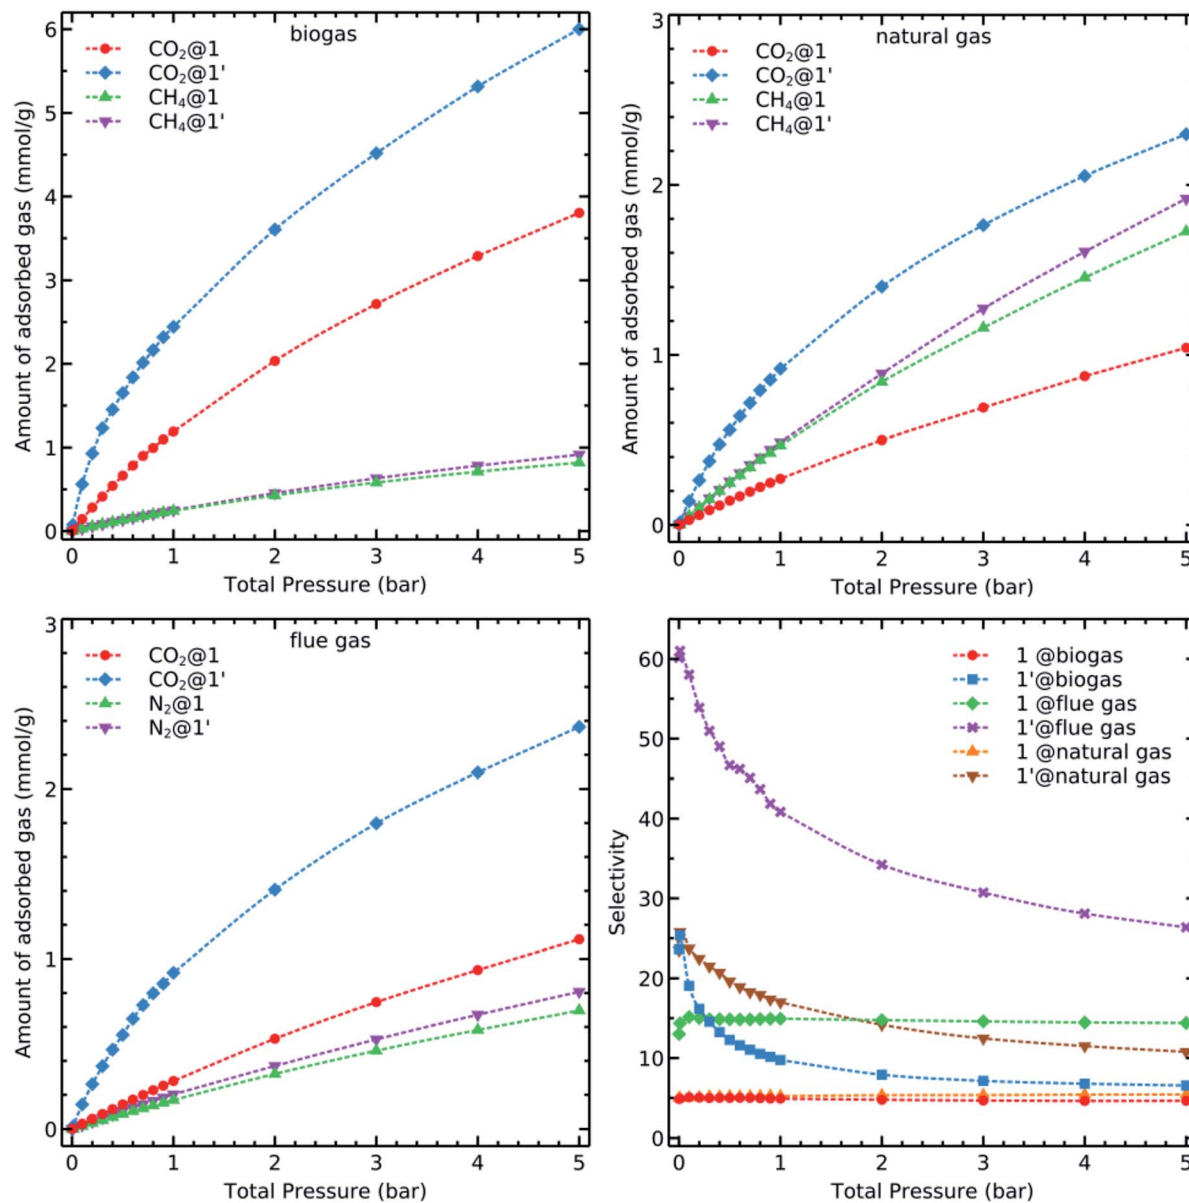 biogas
CO₂@1
CO₂@1'
CH₄@1
CH₄@1'
Amount of adsorbed gas (mmol/g)
6
5
4
3
2
1
0
0 1 2 3 4 5
Total Pressure (bar)
natural gas
CO₂@1
CO₂@1'
CH₄@1
CH₄@1'
Amount of adsorbed gas (mmol/g)
3
2
1
0
0 1 2 3 4 5
Total Pressure (bar)
flue gas
CO₂@1
CO₂@1'
N₂@1
N₂@1'
Amount of adsorbed gas (mmol/g)
3
2
1
0
0 1 2 3 4 5
Total Pressure (bar)
1 @biogas
1'@biogas
1 @flue gas
1'@flue gas
1 @natural gas
1'@natural gas
Selectivity
60
50
40
30
20
10
0
0 1 2 3 4 5
Total Pressure (bar)